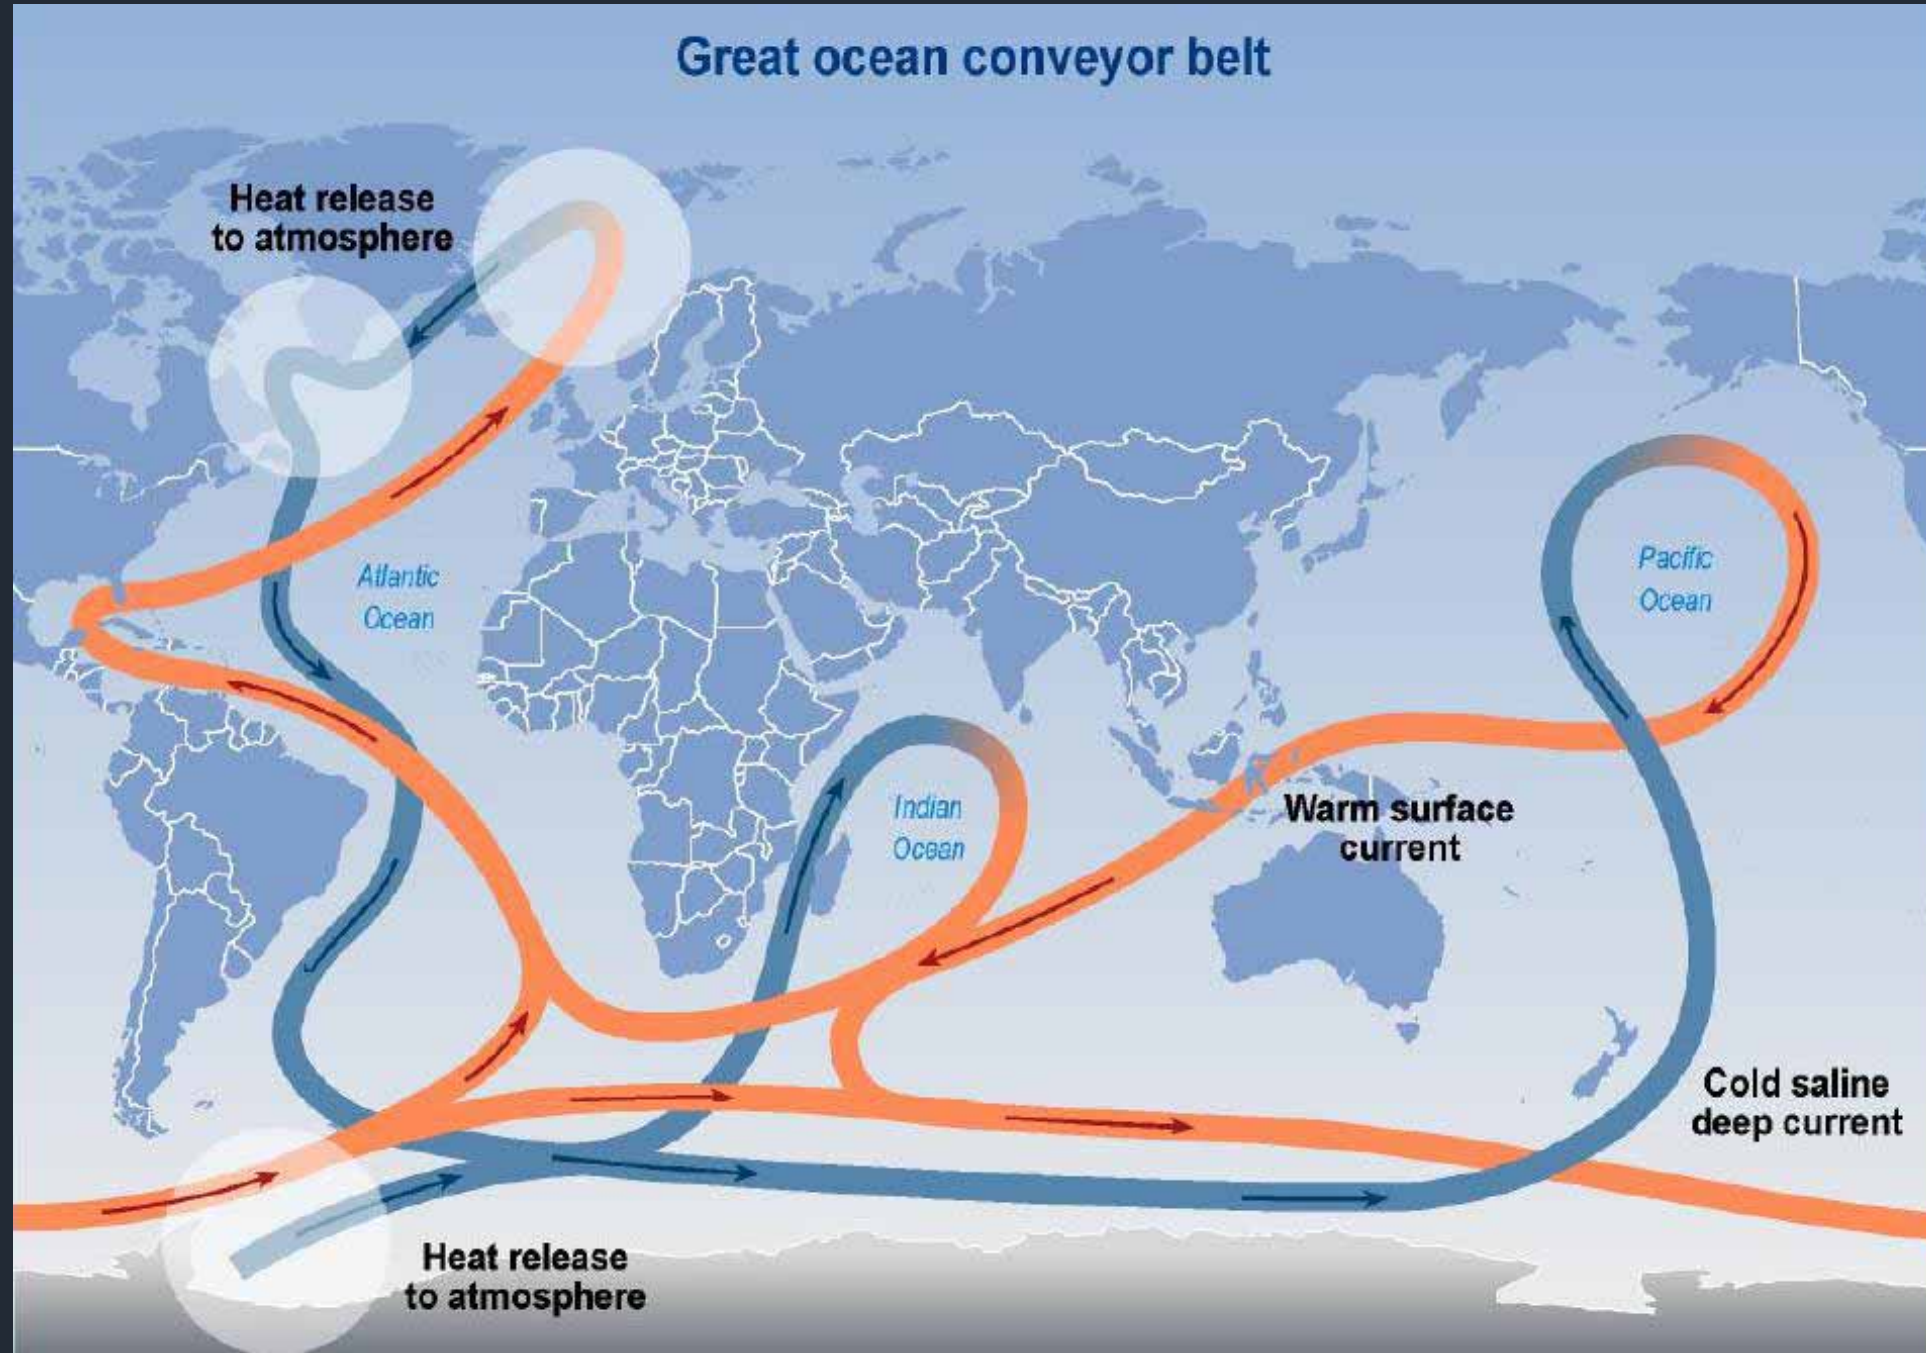 Great ocean conveyor belt
Heat release
to atmosphere
Atlantic
Ocean
Pacific
Ocean
Indian
Ocean
Warm surface
current
Cold saline
deep current
Heat release
to atmosphere